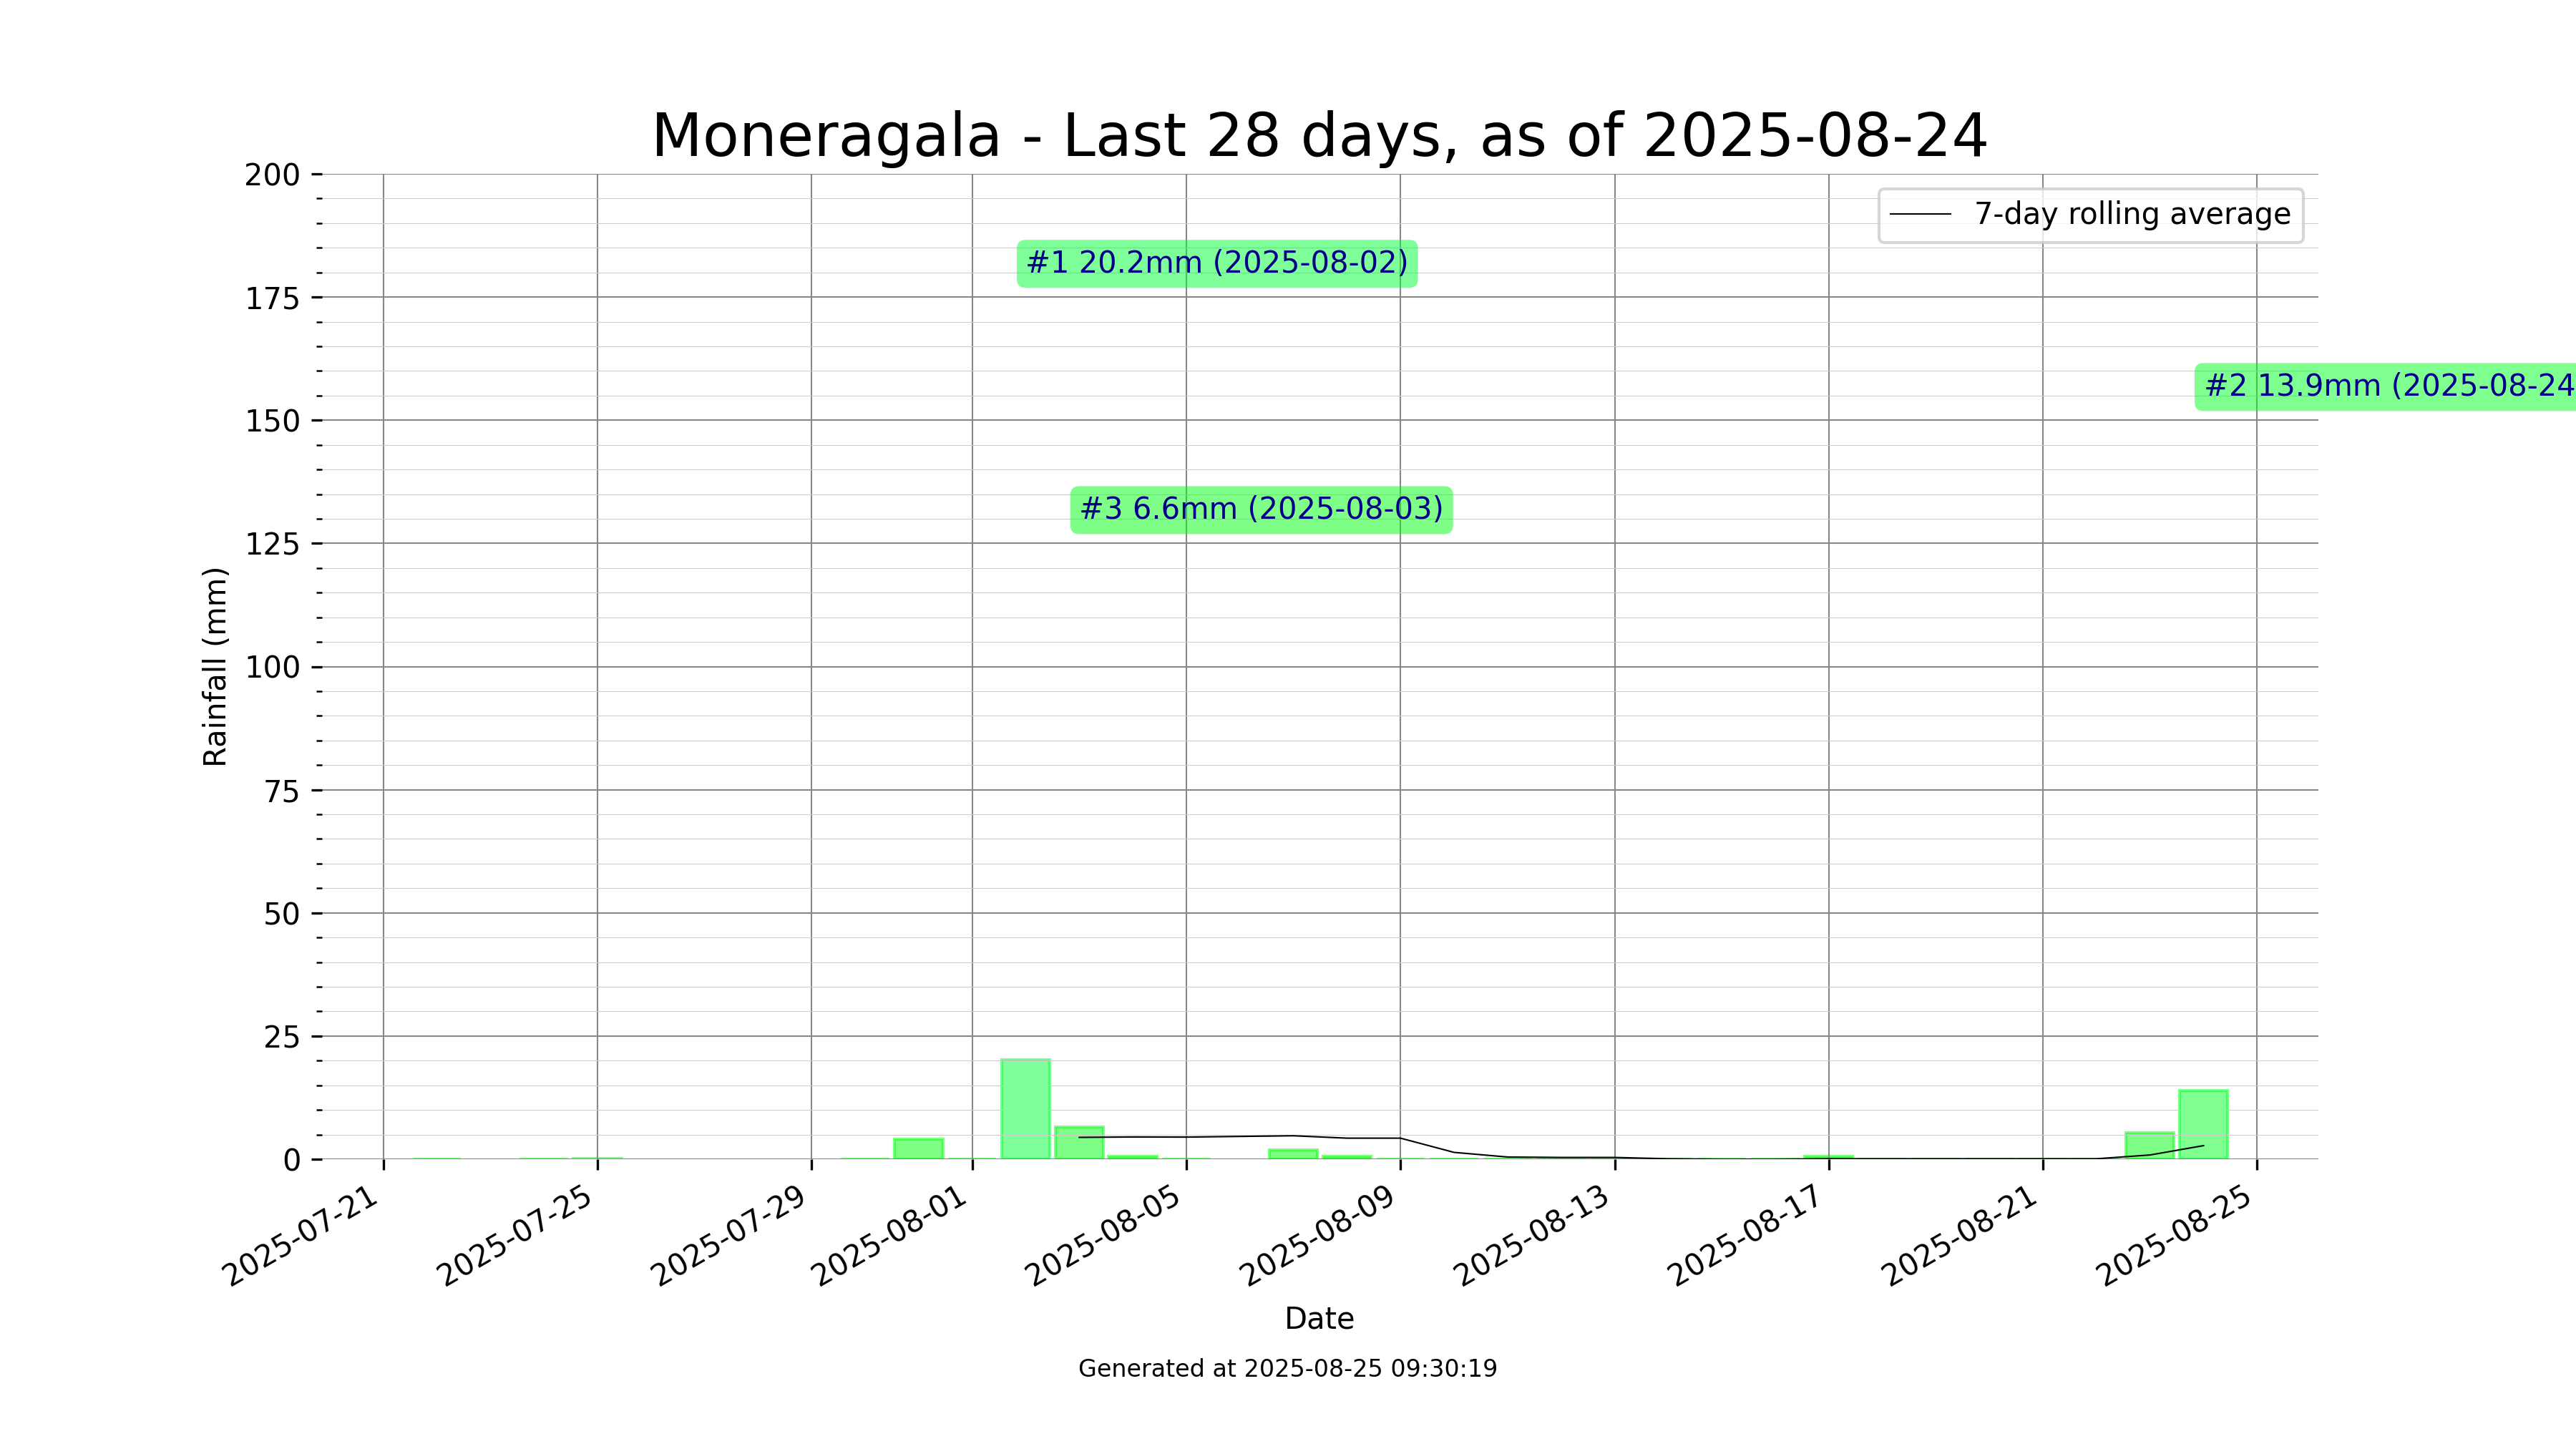 Moneragala - Last 28 days, as of 2025-08-24
200
175
150
125
100
75
50
25
0
Rainfall (mm)
7-day rolling average
#1 20.2mm (2025-08-02)
#2 13.9mm (2025-08-24
#3 6.6mm (2025-08-03)
2025-07-21
2025-07-25
2025-07-29
2025-08-01
2025-08-05
2025-08-09
2025-08-13
2025-08-17
2025-08-21
2025-08-25
Date
Generated at 2025-08-25 09:30:19